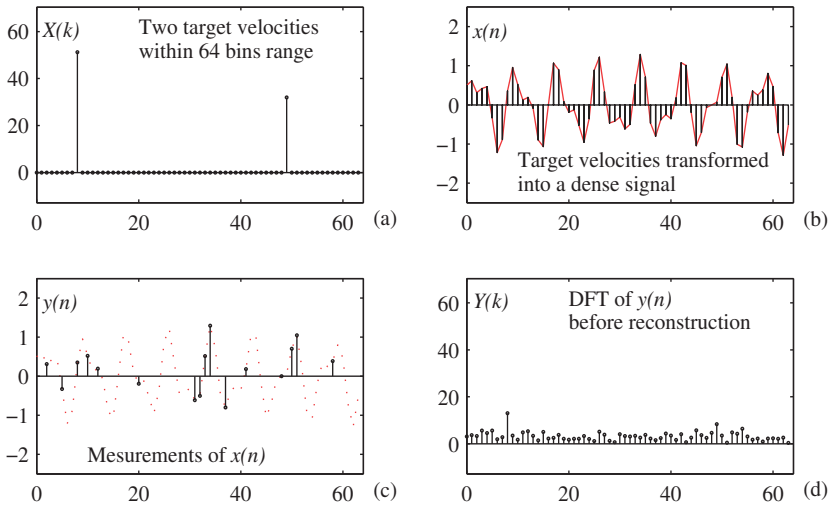 X(k)
Two target velocities
within 64 bins range
60
40
20
0
0
20
40
60
(a)
x(n)
2
1
0
-1
-2
Target velocities transformed
into a dense signal
0
20
40
60
(b)
y(n)
2
1
0
-1
-2
Mesurements of x(n)
0
20
40
60
(c)
Y(k)
DFT of y(n)
before reconstruction
60
40
20
0
0
20
40
60
(d)